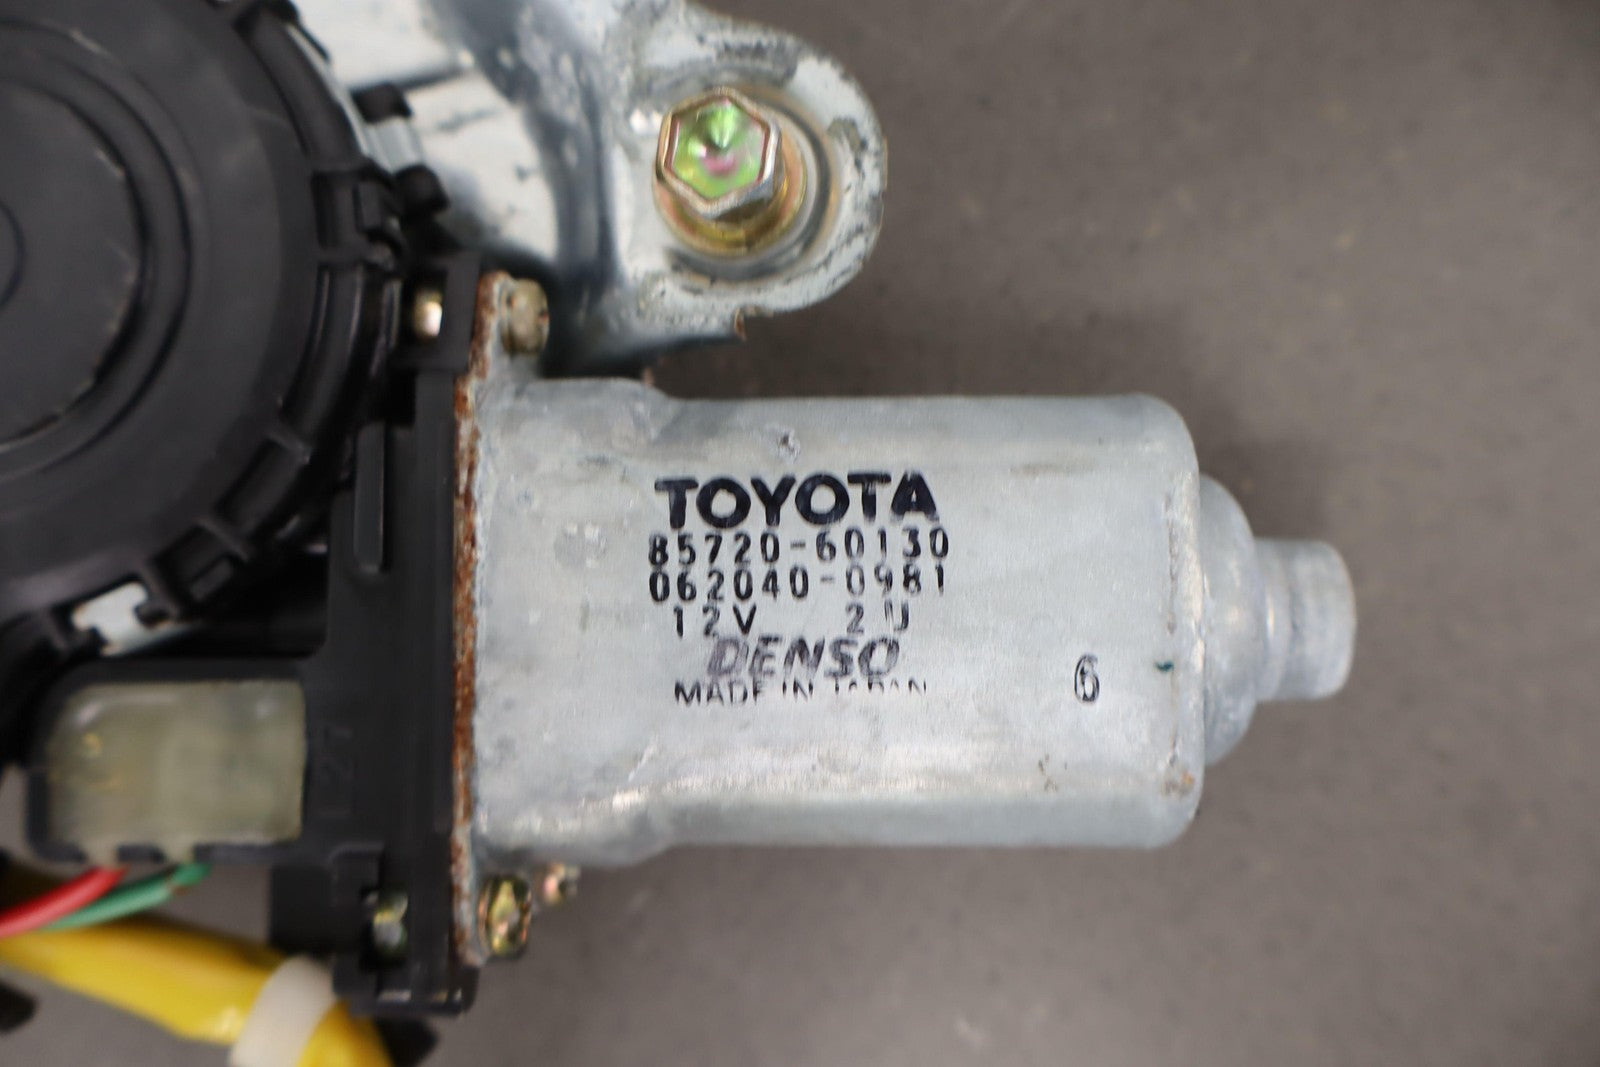 TOYOTA
85720-60130
062040-0981
12V 2U
DENSO
MADE IN JAPAN
6